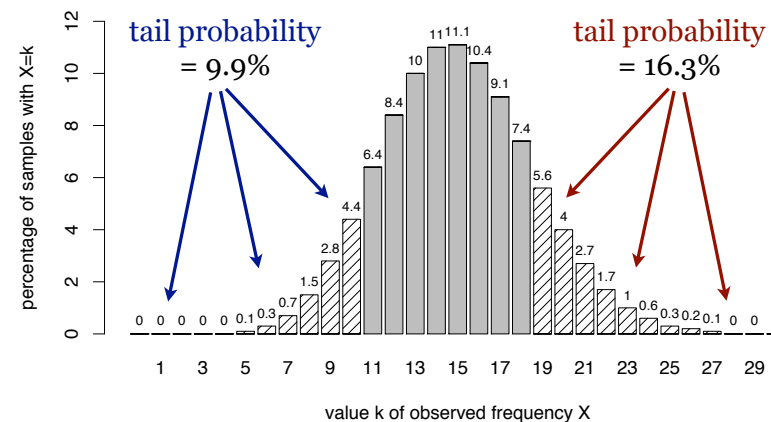 tail probability
= 9.9%
tail probability
= 16.3%
percentage of samples with X=k
12
10
8
6
4
2
0
0 0 0 0 0 0.1 0.3 0.7 1.5 2.8 4.4 6.4 8.4 10 11 11.1 10.4 9.1 7.4 5.6 4 2.7 1.7 1 0.6 0.3 0.2 0.1 0 0
1 3 5 7 9 11 13 15 17 19 21 23 25 27 29
value k of observed frequency X